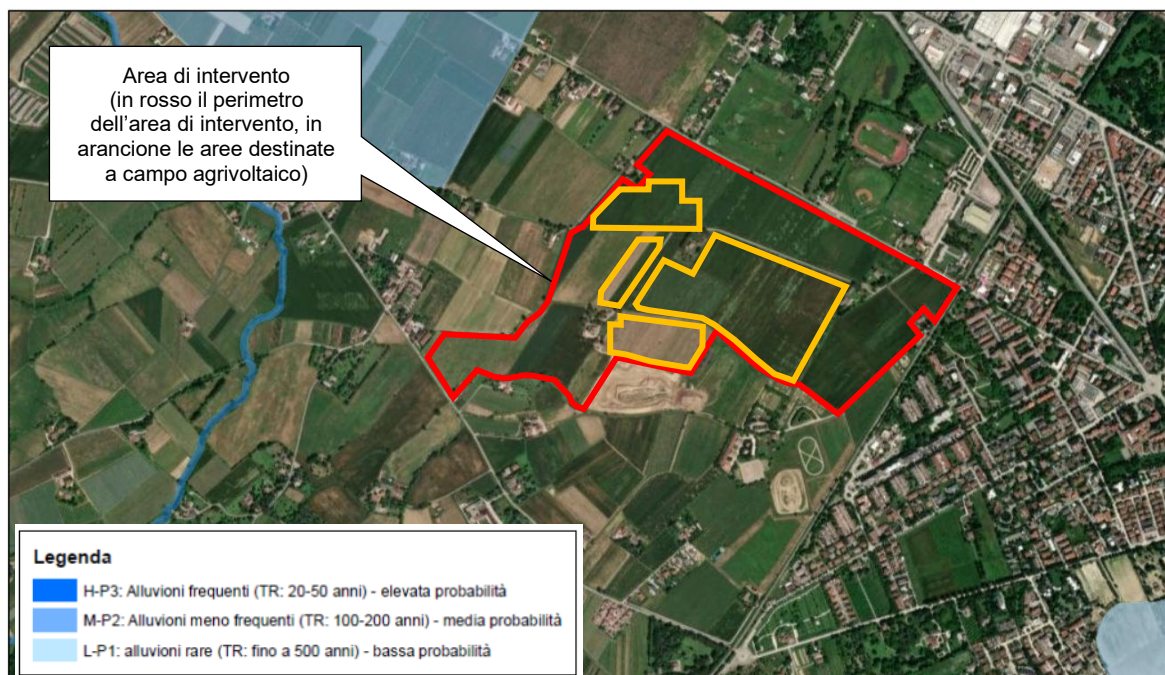 Area di intervento
(in rosso il perimetro
dell’area di intervento, in
arancione le aree destinate
a campo agrivoltaico)
Legenda
H-P3: Alluvioni frequenti (TR: 20-50 anni) - elevata probabilità
M-P2: Alluvioni meno frequenti (TR: 100-200 anni) - media probabilità
L-P1: alluvioni rare (TR: fino a 500 anni) - bassa probabilità